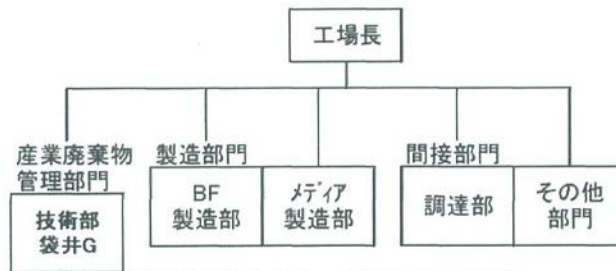 工場長
産業廃棄物
管理部門
技術部
袋井G
製造部門
BF
製造部
メディア
製造部
間接部門
調達部
その他
部門